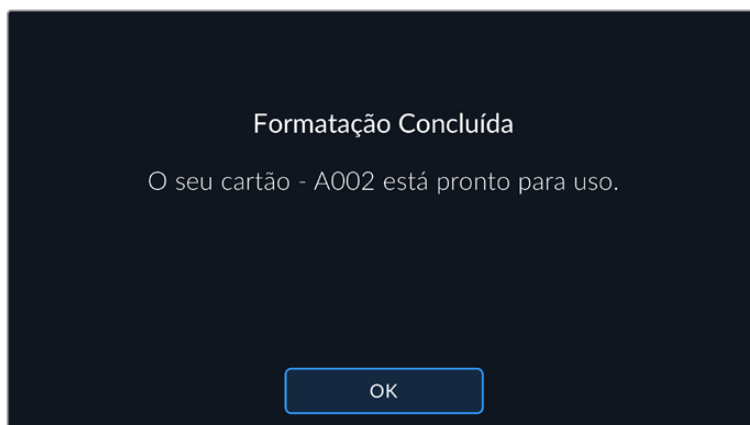 Formatação Concluída
O seu cartão - A002 está pronto para uso.
OK